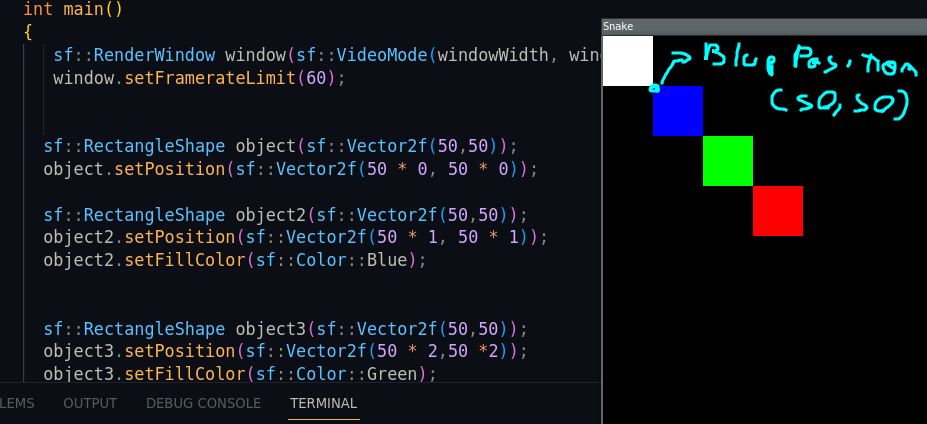 int main()
{
sf::RenderWindow window(sf::VideoMode(windowWidth, win
window.setFramerateLimit(60);
sf::RectangleShape object(sf::Vector2f(50,50));
object.setPosition(sf::Vector2f(50 * 0, 50 * 0));
sf::RectangleShape object2(sf::Vector2f(50,50));
object2.setPosition(sf::Vector2f(50 * 1, 50 * 1));
object2.setFillColor(sf::Color::Blue);
sf::RectangleShape object3(sf::Vector2f(50,50));
object3.setPosition(sf::Vector2f(50 * 2,50 *2));
object3.setFillColor(sf::Color::Green);
LEMS OUTPUT DEBUG CONSOLE TERMINAL
Snake
Blue Position
(50,50)